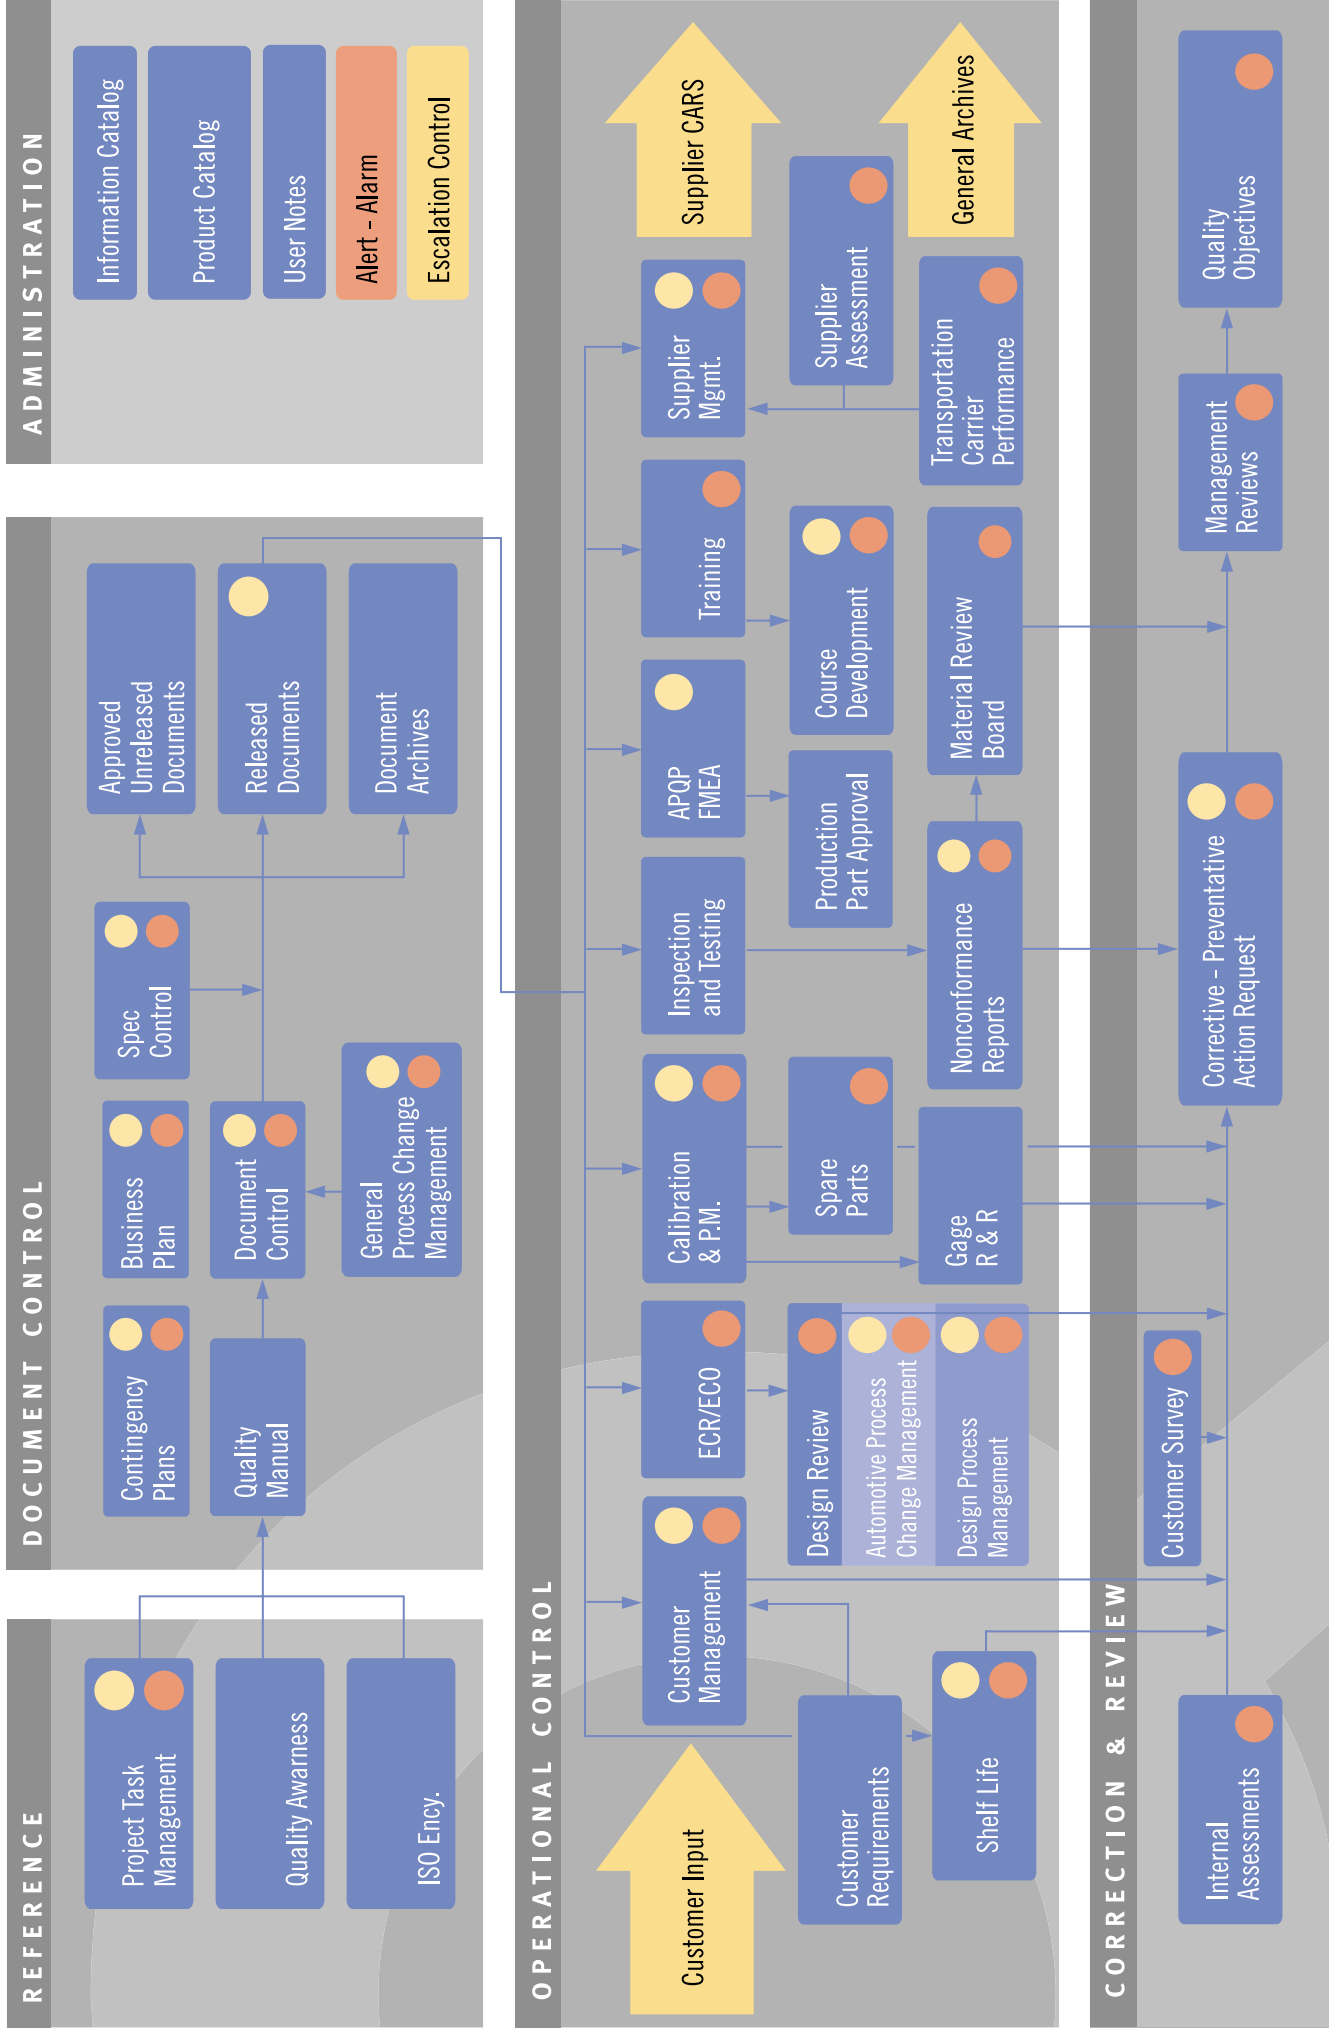 REFERENCE
Project Task
Management
Quality Awarness
ISO Ency.
DOCUMENT CONTROL
Contingency
Plans
Business
Plan
Spec
Control
Quality
Manual
Document
Control
General
Process Change
Management
Approved
Unreleased
Documents
Released
Documents
Document
Archives
ADMINISTRATION
Information Catalog
Product Catalog
User Notes
Alert - Alarm
Escalation Control
OPERATIONAL CONTROL
Customer Input
Customer
Management
ECR/ECO
Calibration
& P.M.
Inspection
and Testing
APQP
FMEA
Training
Supplier
Mgmt.
Supplier CARS
Customer
Requirements
Design Review
Automotive Process
Change Management
Design Process
Management
Spare
Parts
Production
Part Approval
Course
Development
Supplier
Assessment
Shelf Life
Gage
R & R
Nonconformance
Reports
Material Review
Board
Transportation
Carrier
Performance
General Archives
CORRECTION & REVIEW
Customer Survey
Internal
Assessments
Corrective – Preventative
Action Request
Management
Reviews
Quality
Objectives